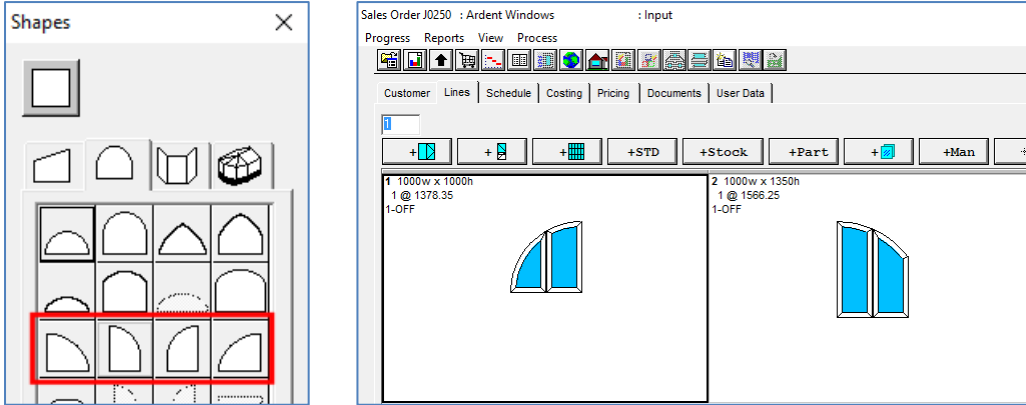 Shapes
Sales Order J0250 : Ardent Windows : Input
Progress Reports View Process
Customer Lines Schedule Costing Pricing Documents User Data
1
+ + + +STD +Stock +Part + +Man
1 1000w x 1000h
1 @ 1378.35
1-OFF
2 1000w x 1350h
1 @ 1566.25
1-OFF